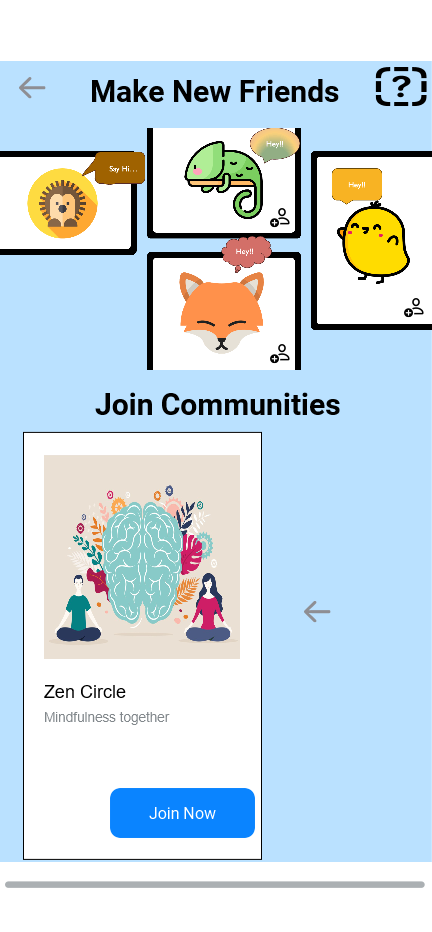 Make New Friends
?
Say Hi...
Hey!!
Hey!!
Hey!!
Join Communities
Zen Circle
Mindfulness together
Join Now